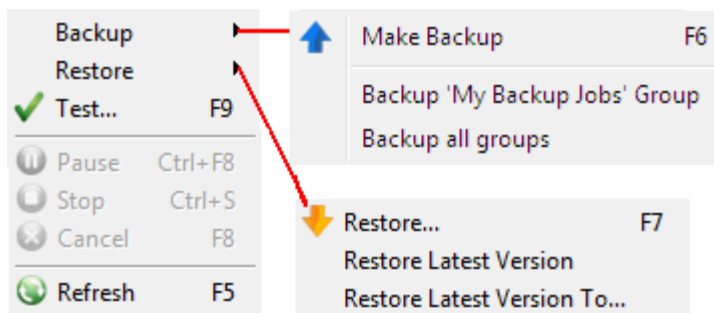 Backup
Restore
Test... F9
Pause Ctrl+F8
Stop Ctrl+S
Cancel F8
Refresh F5
Make Backup F6
Backup 'My Backup Jobs' Group
Backup all groups
Restore... F7
Restore Latest Version
Restore Latest Version To...